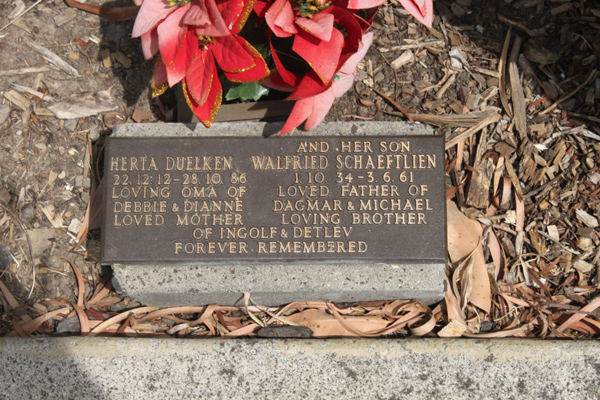 AND HER SON
HERTA DUELKEN WALFRIED SCHAEFTLIEN
22.12.12-28.10.86 1.10.34-3.6.61
LOVING OMA OF LOVED FATHER OF
DEBBIE & DIANNE DAGMAR & MICHAEL
LOVED MOTHER LOVING BROTHER
OF INGOLF & DETLEV
FOREVER REMEMBERED